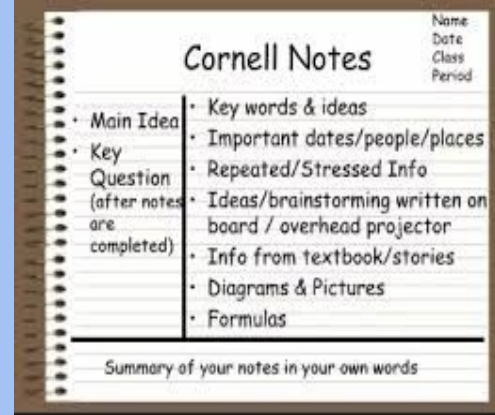 Name
Date
Class
Period
Cornell Notes
· Main Idea
· Key
Question
(after notes
are
completed)
· Key words & ideas
· Important dates/people/places
· Repeated/Stressed Info
· Ideas/brainstorming written on
board / overhead projector
· Info from textbook/stories
· Diagrams & Pictures
· Formulas
Summary of your notes in your own words